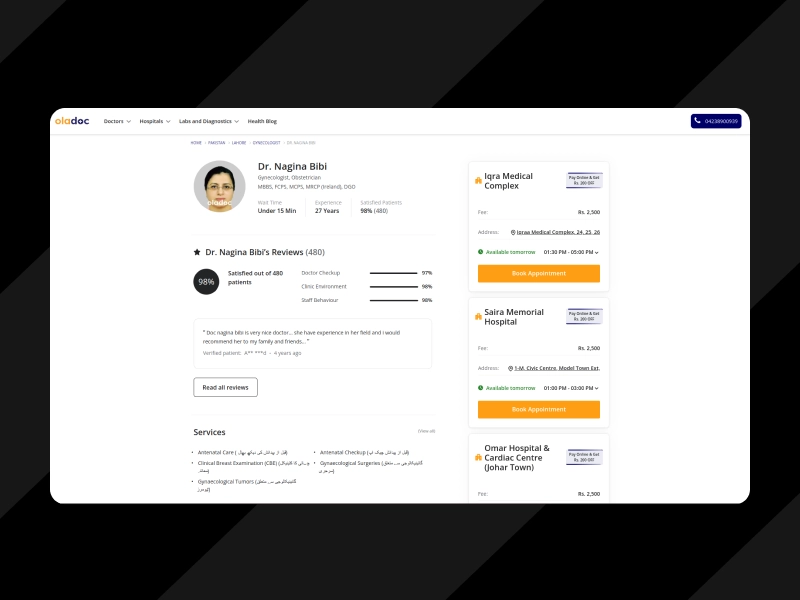 oladoc
Doctors
Hospitals
Labs and Diagnostics
Health Blog
04238900939
HOME
PAKISTAN
LAHORE
GYNECOLOGIST
DR. NAGINA BIBI
oladoc
Dr. Nagina Bibi
Gynecologist, Obstetrician
MBBS, FCPS, MCPS, MRCP (Ireland), DGO
Wait Time
Under 15 Min
Experience
27 Years
Satisfied Patients
98% (480)
Dr. Nagina Bibi's Reviews (480)
98%
Satisfied out of 480
patients
Doctor Checkup 97%
Clinic Environment 98%
Staff Behaviour 98%
" Doc nagina bibi is very nice doctor... she have experience in her field and i would
recommend her to my family and friends... "
Verified patient: A** ***d - 4 years ago
Read all reviews
Services
(View all)
Antenatal Care (
Antenatal Checkup
Clinical Breast Examination (CBE)
Gynaecological Surgeries
Gynaecological Tumors
Iqra Medical
Complex
Pay Online & Get
Rs. 200 OFF
Fee: Rs. 2,500
Address: Iqraa Medical Complex, 24, 25, 26
Available tomorrow 01:30 PM - 05:00 PM
Book Appointment
Saira Memorial
Hospital
Pay Online & Get
Rs. 200 OFF
Fee: Rs. 2,500
Address: 1-M, Civic Centre, Model Town Ext,
Available tomorrow 01:00 PM - 03:00 PM
Book Appointment
Omar Hospital &
Cardiac Centre
(Johar Town)
Pay Online & Get
Rs. 200 OFF
Fee: Rs. 2,500